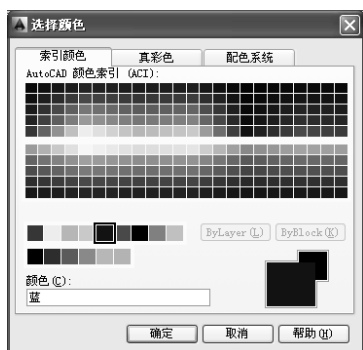 选择颜色
索引颜色 真彩色 配色系统
AutoCAD 颜色索引 (ACI):
ByLayer(L) ByBlock(K)
颜色(C):
蓝
确定 取消 帮助(H)